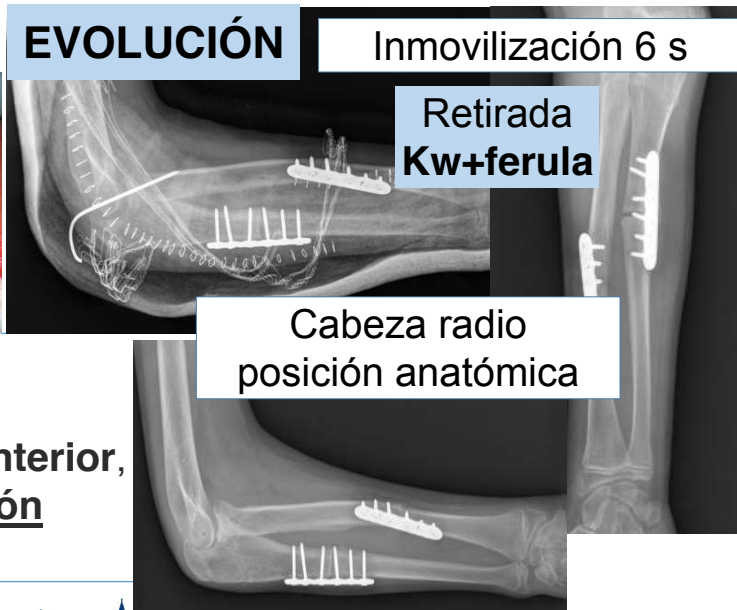 EVOLUCIÓN
Inmovilización 6 s
Retirada
Kw+ferula
Cabeza radio
posición anatómica
nterior,
ón